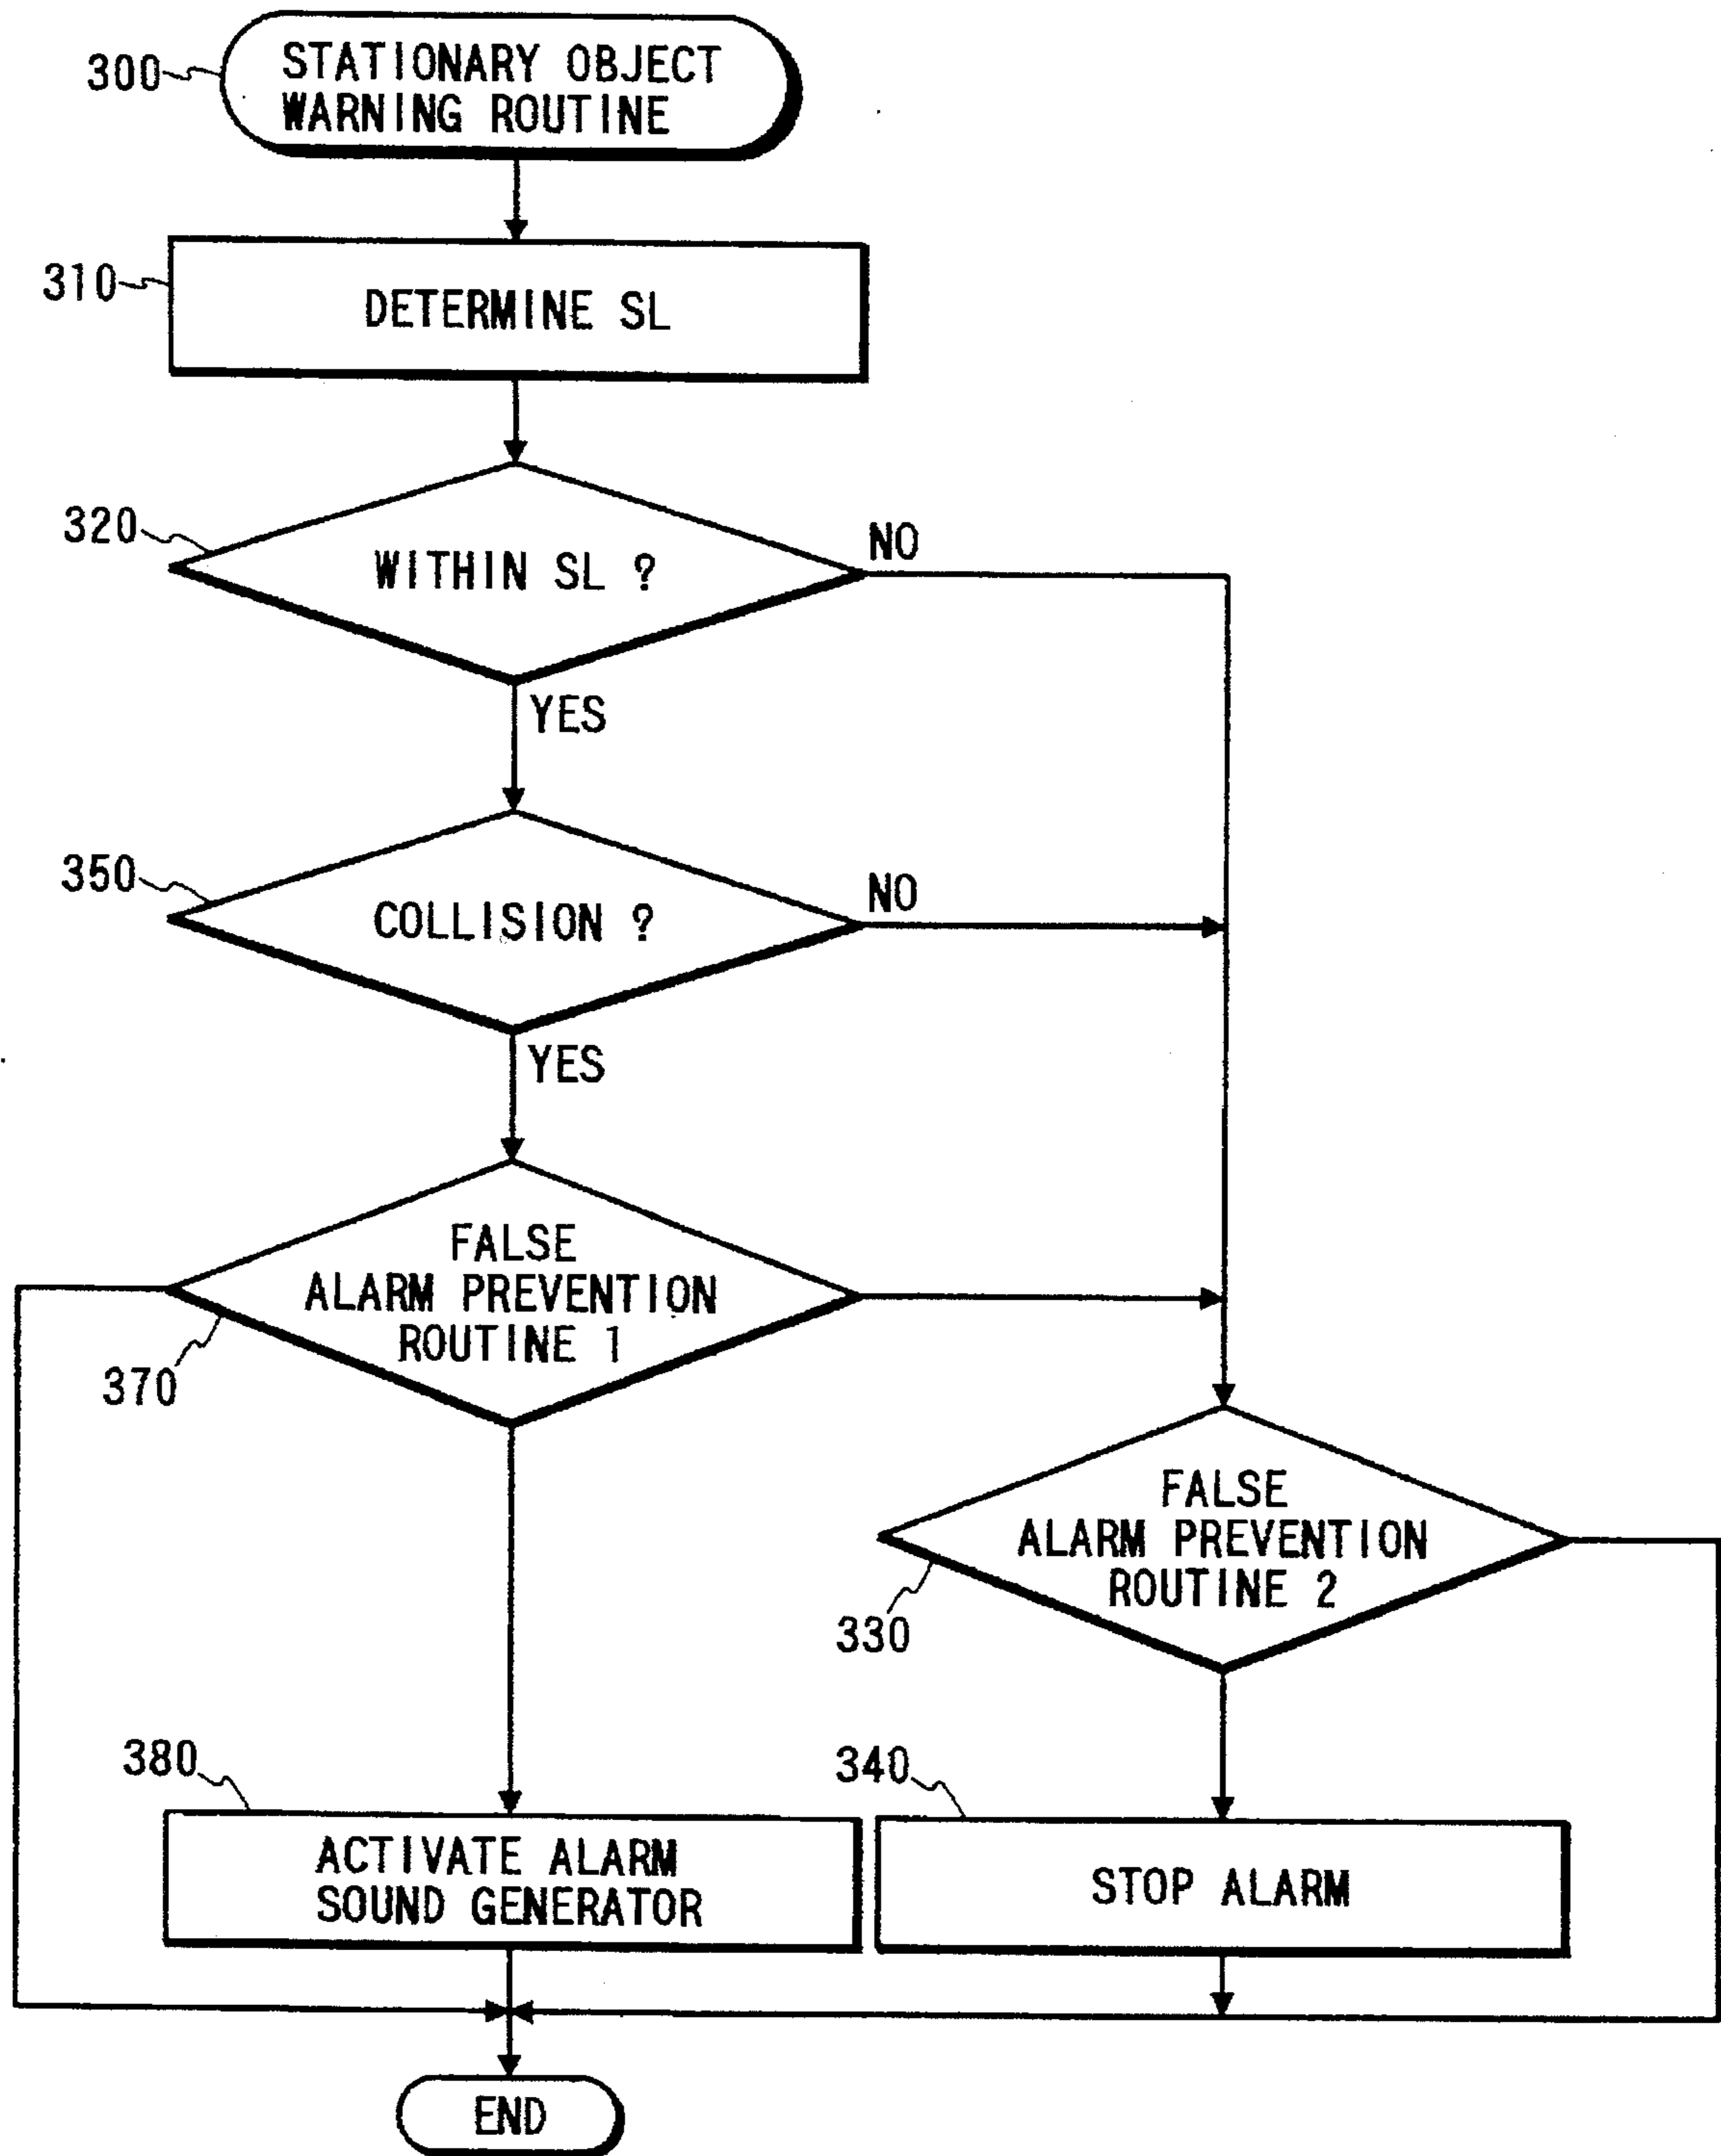 300
STATIONARY OBJECT
WARNING ROUTINE
310
DETERMINE SL
320
WITHIN SL ?
NO
YES
350
COLLISION ?
NO
YES
FALSE
ALARM PREVENTION
ROUTINE 1
370
FALSE
ALARM PREVENTION
ROUTINE 2
330
380
ACTIVATE ALARM
SOUND GENERATOR
340
STOP ALARM
END